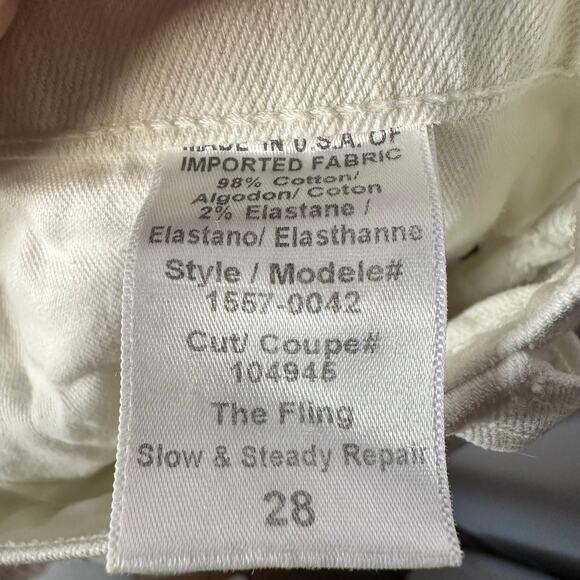 MADE IN U.S.A. OF
IMPORTED FABRIC
98% Cotton/
Algodon/ Coton
2% Elastane /
Elastano/ Elasthanne
Style / Modele#
1557-0042
Cut/ Coupe#
104945
The Fling
Slow & Steady Repair
28